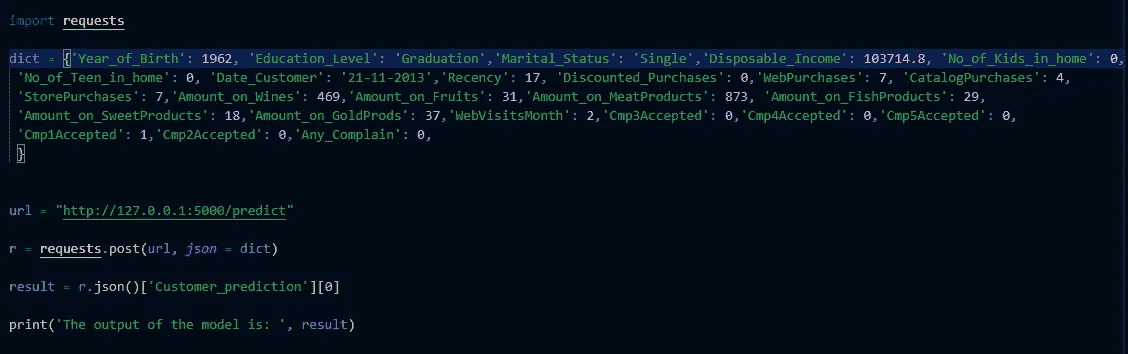 import requests
dict = {'Year_of_Birth': 1962, 'Education_Level': 'Graduation','Marital_Status': 'Single','Disposable_Income': 103714.8, 'No_of_Kids_in_home': 0,
'No_of_Teen_in_home': 0, 'Date_Customer': '21-11-2013','Recency': 17, 'Discounted_Purchases': 0,'WebPurchases': 7, 'CatalogPurchases': 4,
'StorePurchases': 7,'Amount_on_Wines': 469,'Amount_on_Fruits': 31,'Amount_on_MeatProducts': 873, 'Amount_on_FishProducts': 29,
'Amount_on_SweetProducts': 18,'Amount_on_GoldProds': 37,'WebVisitsMonth': 2,'Cmp3Accepted': 0,'Cmp4Accepted': 0,'Cmp5Accepted': 0,
'Cmp1Accepted': 1,'Cmp2Accepted': 0,'Any_Complain': 0,
}
url = "http://127.0.0.1:5000/predict"
r = requests.post(url, json = dict)
result = r.json()['Customer_prediction'][0]
print('The output of the model is: ', result)